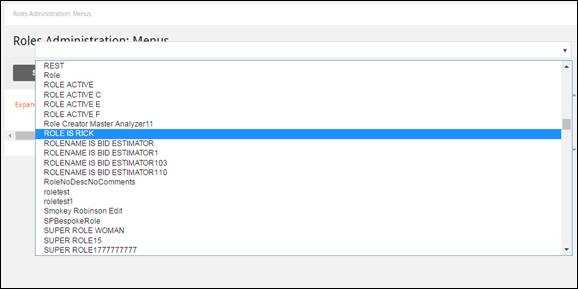 Roles Administration: Menus
Roles Administration: Menus
REST
Role
ROLE ACTIVE
ROLE ACTIVE C
ROLE ACTIVE E
ROLE ACTIVE F
Role Creator Master Analyzer11
Expan
ROLE IS RICK
ROLENAME IS BID ESTIMATOR
ROLENAME IS BID ESTIMATOR1
ROLENAME IS BID ESTIMATOR103
ROLENAME IS BID ESTIMATOR110
RoleNoDescNoComments
roletest
roletest1
Smokey Robinson Edit
SPBespokeRole
SUPER ROLE WOMAN
SUPER ROLE15
SUPER ROLE1777777777